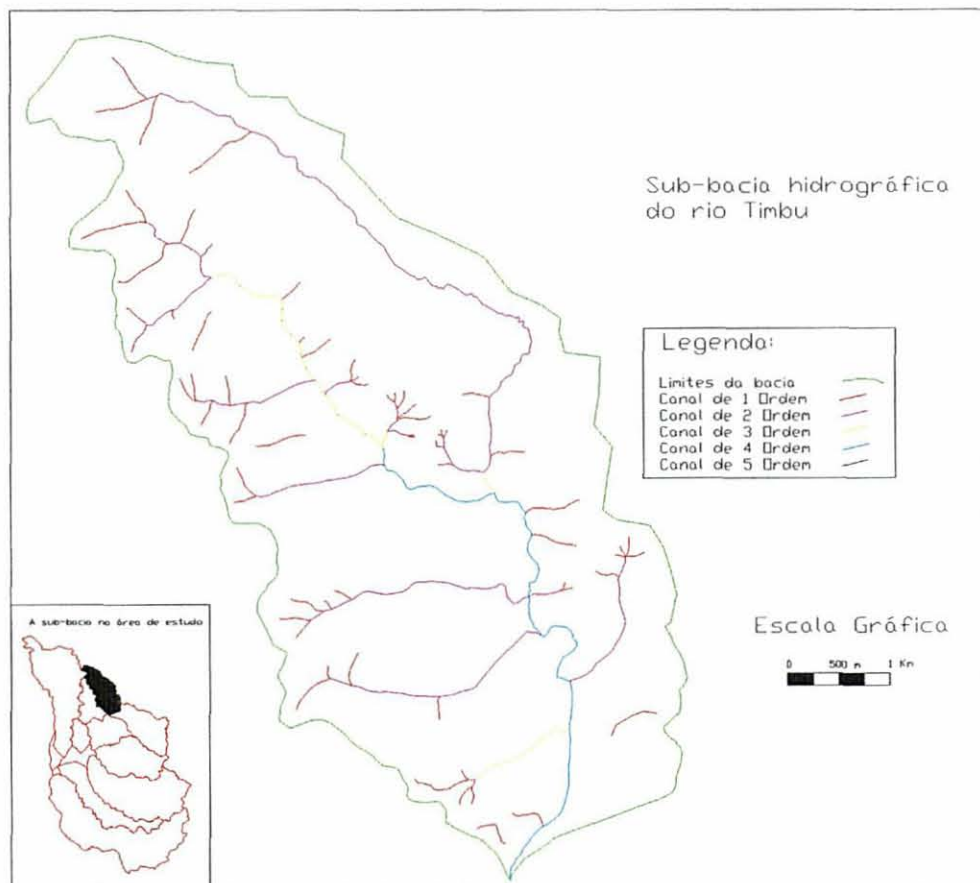 Sub-bacia hidrográfica
do rio Timbu
Legenda:
Limites da bacia
Canal de 1 Ordem
Canal de 2 Ordem
Canal de 3 Ordem
Canal de 4 Ordem
Canal de 5 Ordem
A sub-bacia na área de estudo
Escala Gráfica
0 500 m 1 Km